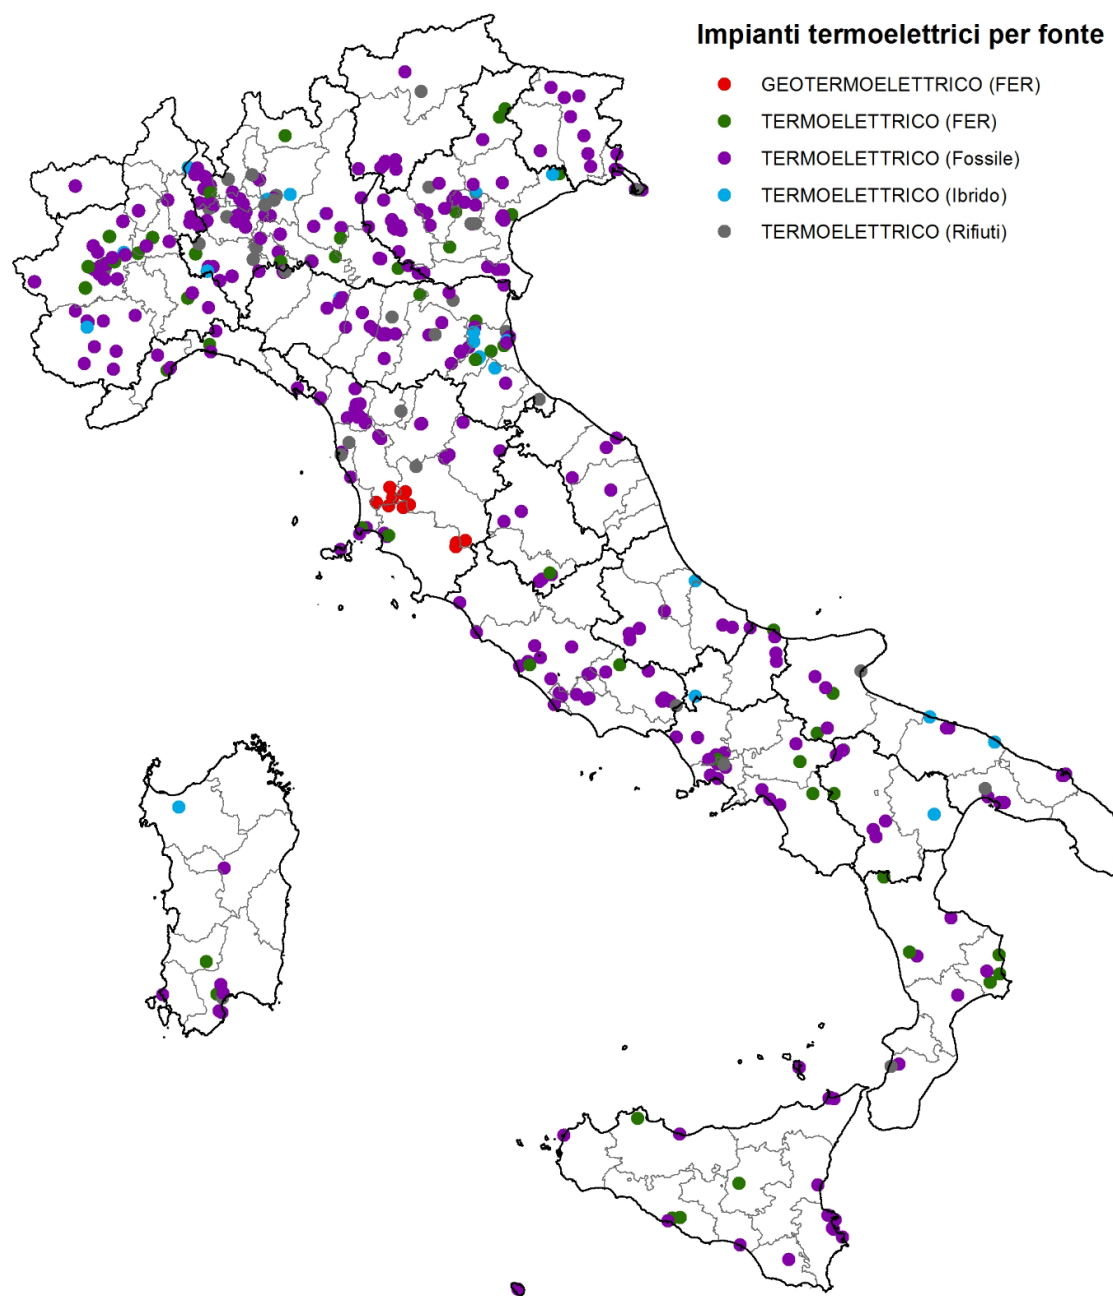 Impianti termoelettrici per fonte
GEOTERMOELETTRICO (FER)
TERMOELETTRICO (FER)
TERMOELETTRICO (Fossile)
TERMOELETTRICO (Ibrido)
TERMOELETTRICO (Rifiuti)